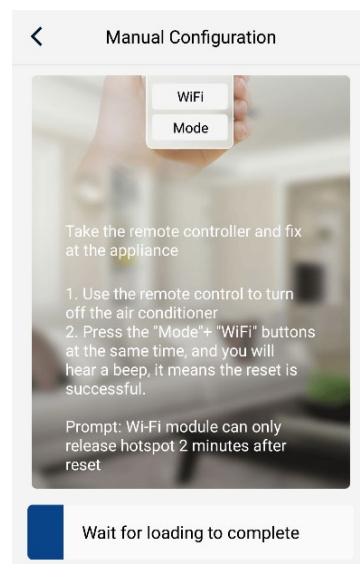 Manual Configuration
WiFi
Mode
Take the remote controller and fix
at the appliance
1. Use the remote control to turn
off the air conditioner
2. Press the "Mode"+ "WiFi" buttons
at the same time, and you will
hear a beep, it means the reset is
successful.
Prompt: Wi-Fi module can only
release hotspot 2 minutes after
reset
Wait for loading to complete